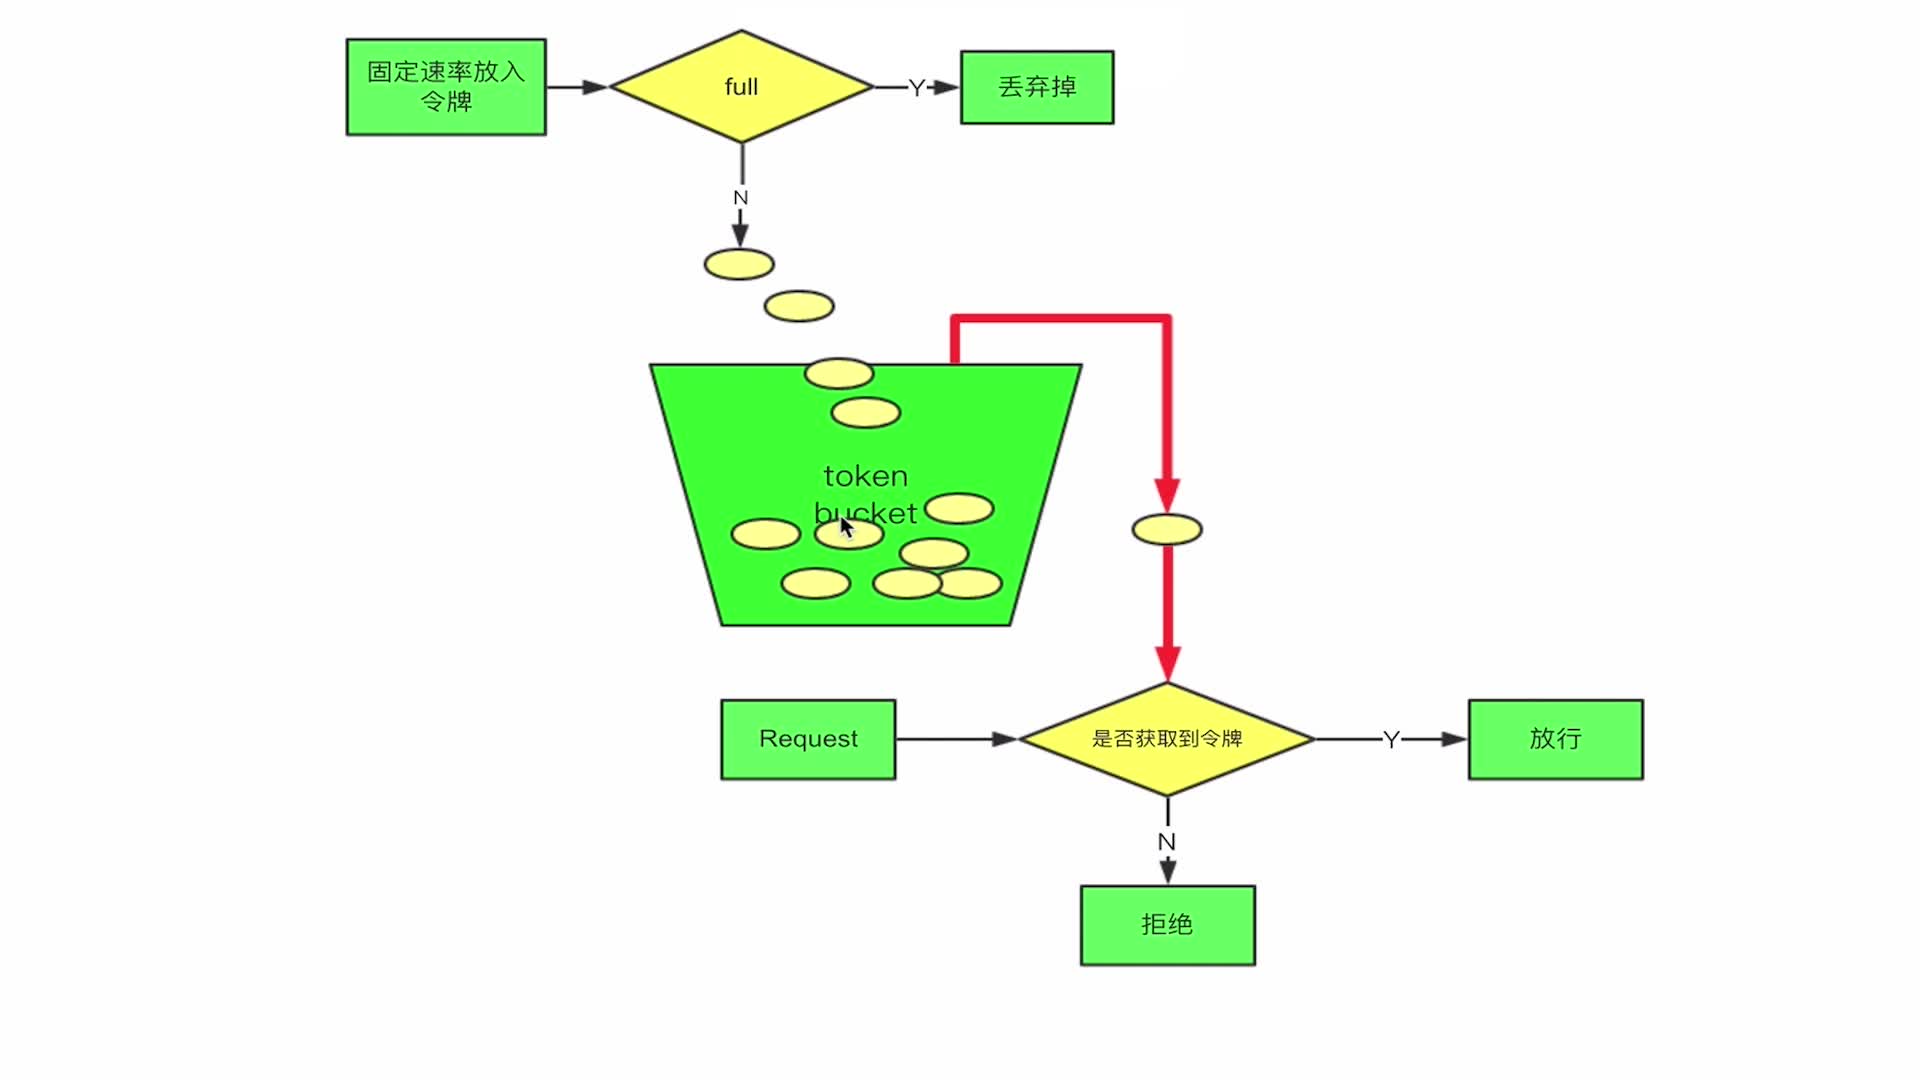 固定速率放入
令牌
full
Y
丢弃掉
N
token
bucket
Request
是否获取到令牌
Y
放行
N
拒绝